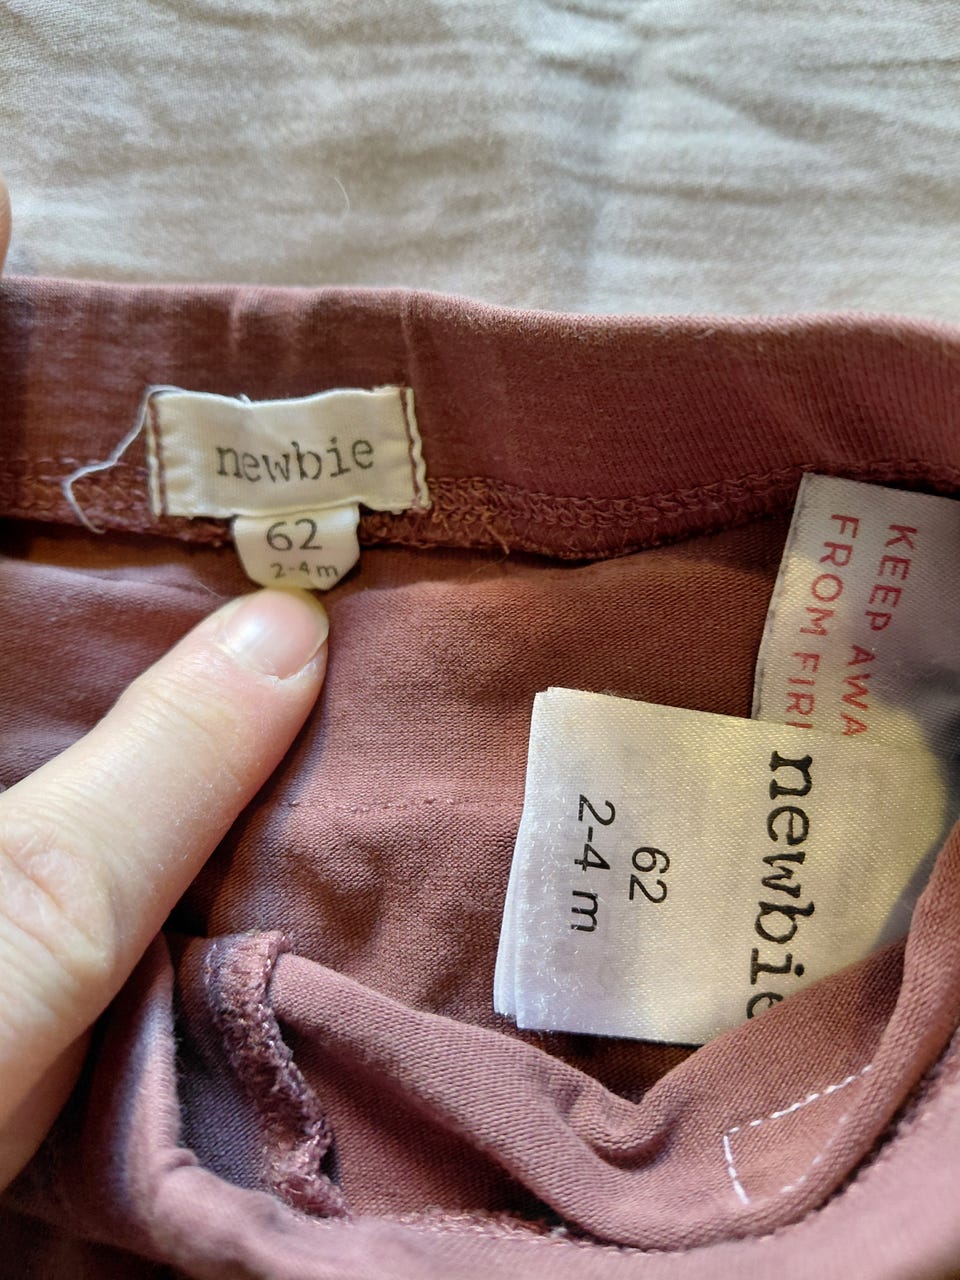 newbie
62
2-4 m
KEEP AWA
FROM FIR
newbie
62
2-4 m